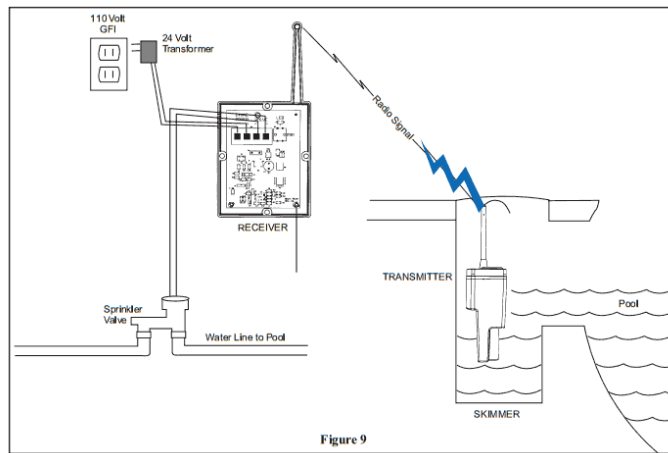 110 Volt
GFI
24 Volt
Transformer
Radio Signal
RECEIVER
TRANSMITTER
Pool
Sprinkler
Valve
Water Line to Pool
SKIMMER
Figure 9